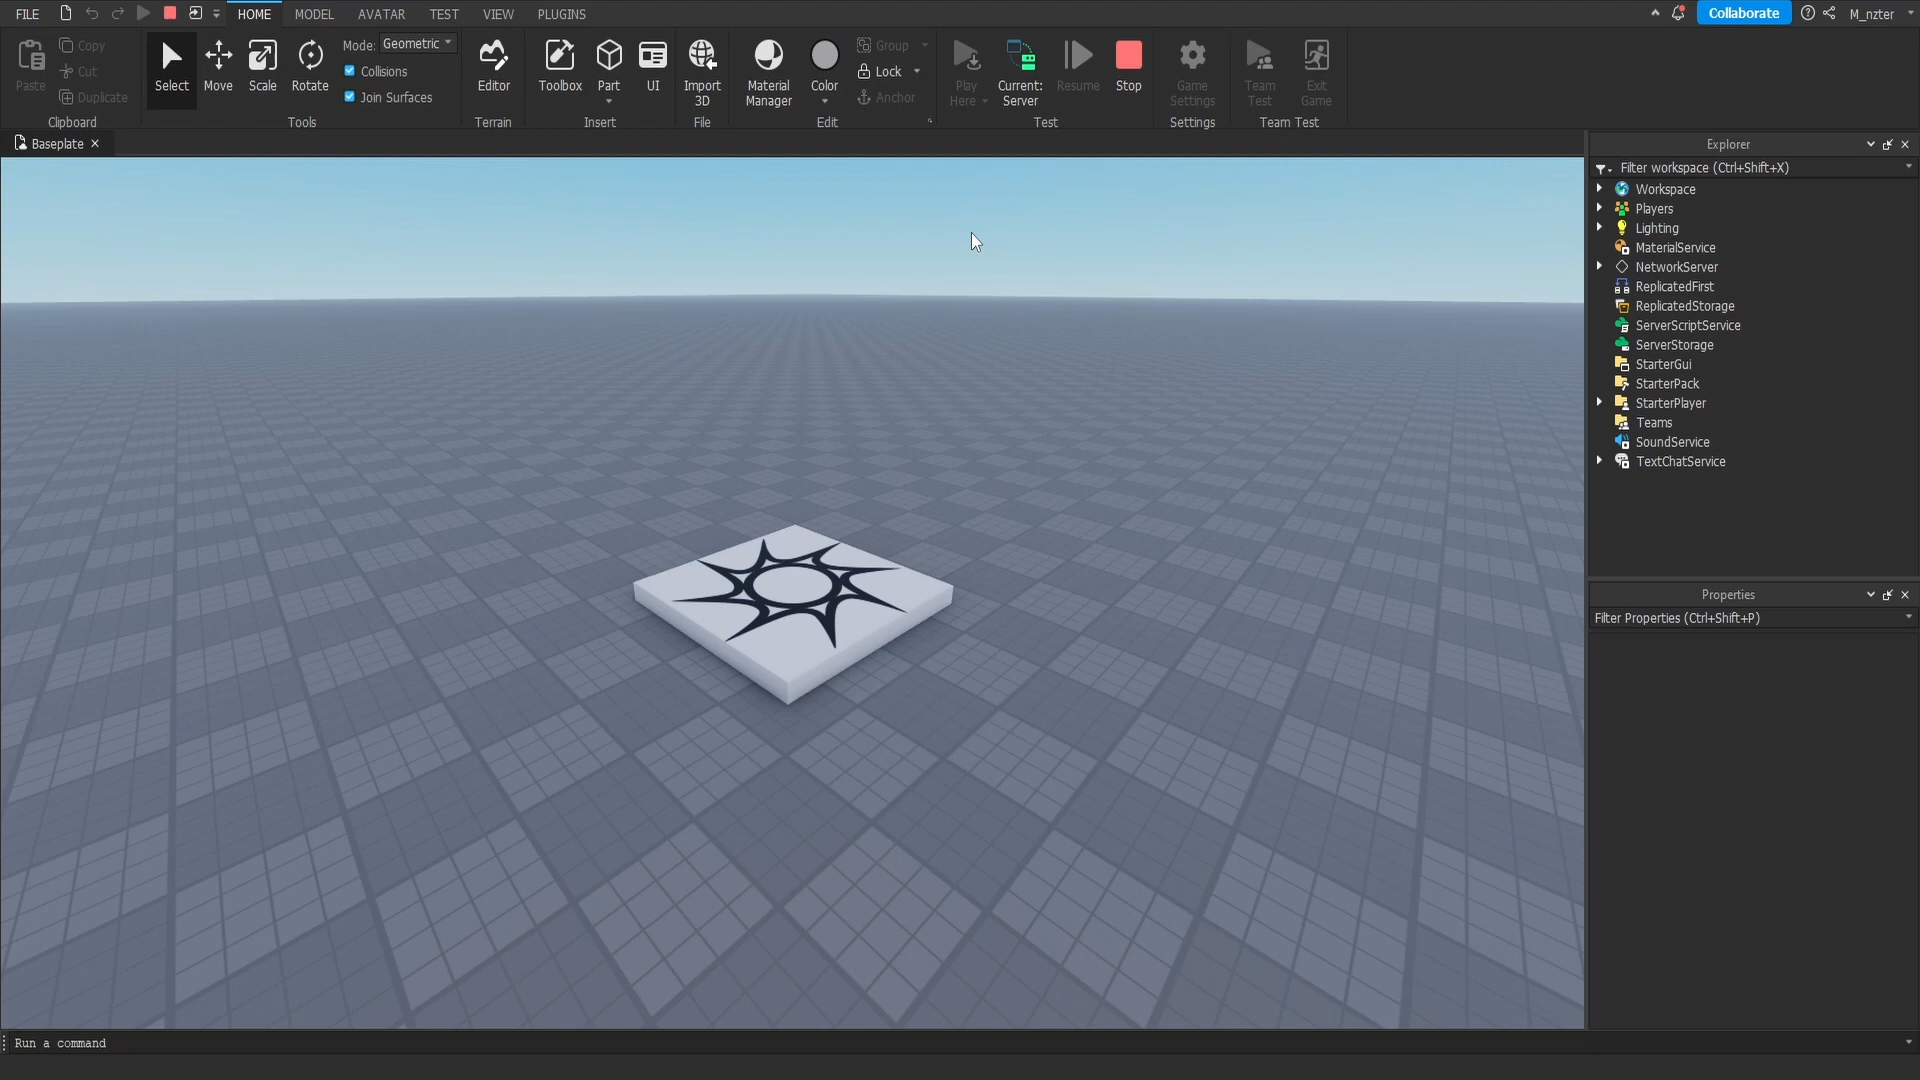 FILE HOME MODEL AVATAR TEST VIEW PLUGINS Collaborate M_nzter
Paste Copy Cut Duplicate Clipboard
Select Move Scale Rotate Mode: Geometric Collisions Join Surfaces Tools
Editor Terrain
Toolbox Part UI Insert
Import 3D File
Material Manager Color Group Lock Anchor Edit
Play Here Current: Server Resume Stop Test
Game Settings Settings
Team Test Exit Game Team Test
Baseplate
Explorer
Filter workspace (Ctrl+Shift+X)
Workspace
Players
Lighting
MaterialService
NetworkServer
ReplicatedFirst
ReplicatedStorage
ServerScriptService
ServerStorage
StarterGui
StarterPack
StarterPlayer
Teams
SoundService
TextChatService
Properties
Filter Properties (Ctrl+Shift+P)
Run a command